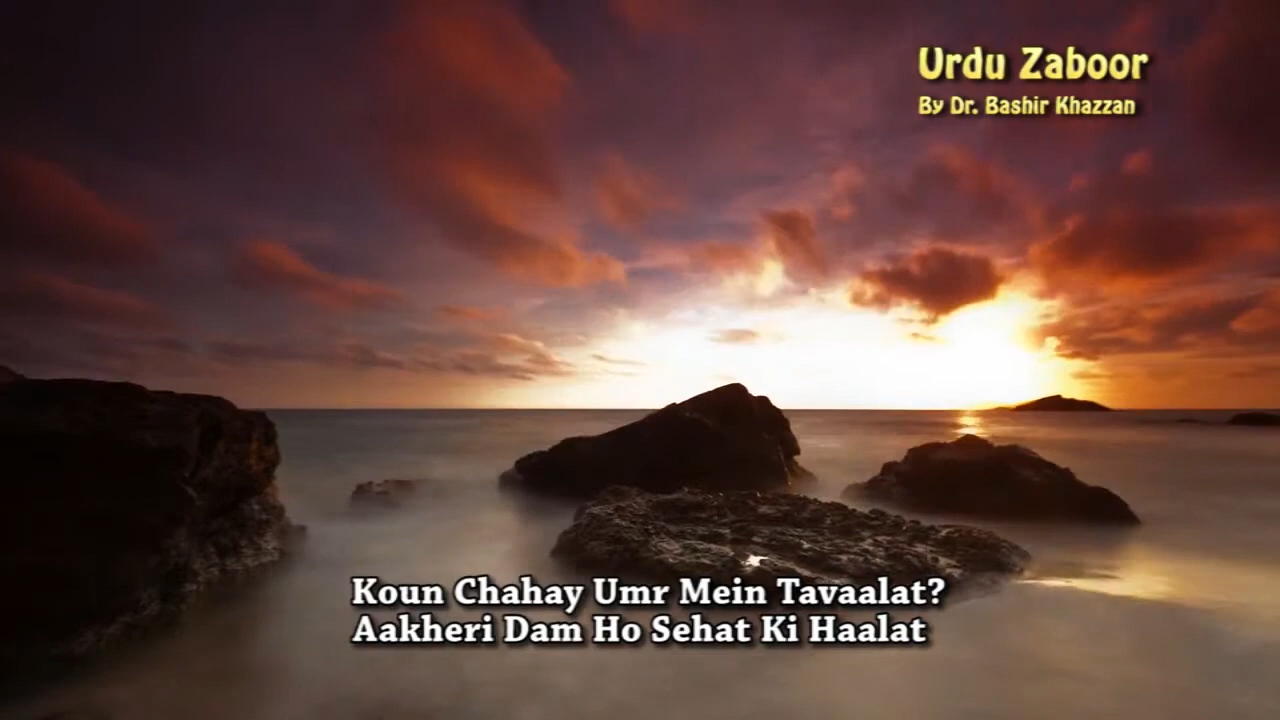 Urdu Zaboor
By Dr. Bashir Khazzan
Koun Chahay Umr Mein Tavaalat?
Aakheri Dam Ho Sehat Ki Haalat